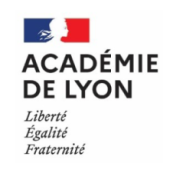 ACADÉMIE
DE LYON
Liberté
Égalité
Fraternité